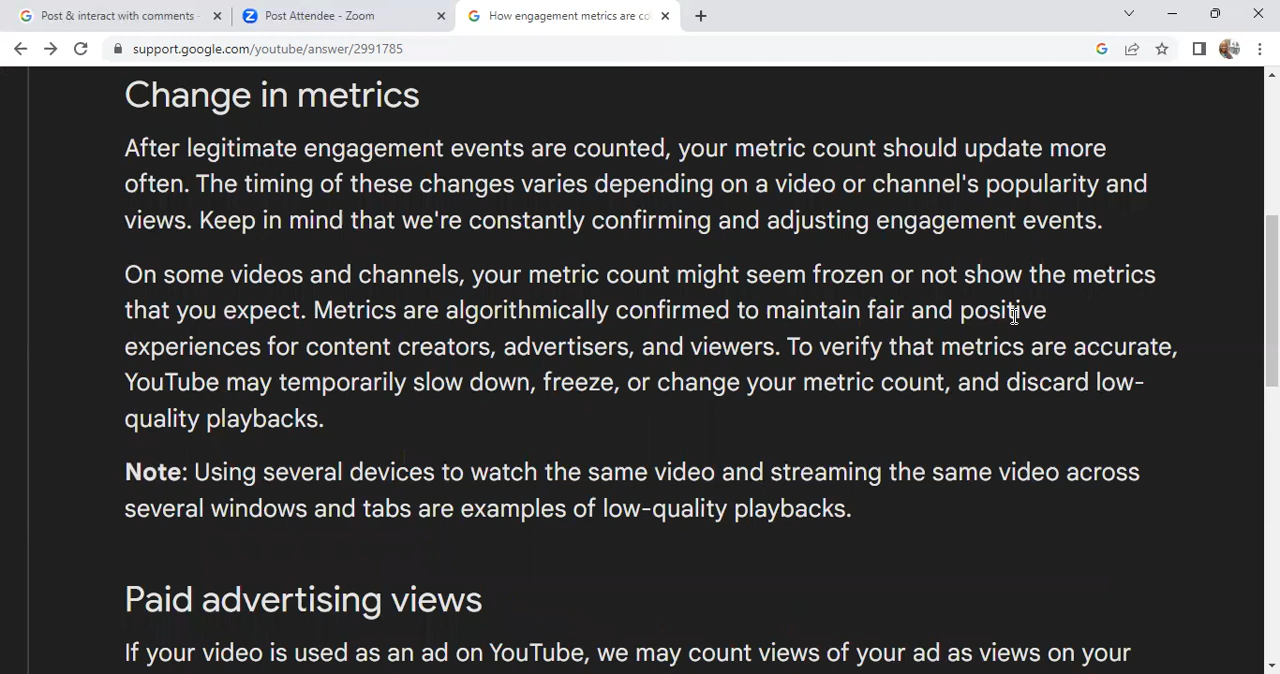 Post & interact with comments -
Post Attendee - Zoom
How engagement metrics are co
support.google.com/youtube/answer/2991785
Change in metrics
After legitimate engagement events are counted, your metric count should update more
often. The timing of these changes varies depending on a video or channel's popularity and
views. Keep in mind that we're constantly confirming and adjusting engagement events.
On some videos and channels, your metric count might seem frozen or not show the metrics
that you expect. Metrics are algorithmically confirmed to maintain fair and positive
experiences for content creators, advertisers, and viewers. To verify that metrics are accurate,
YouTube may temporarily slow down, freeze, or change your metric count, and discard low-
quality playbacks.
Note: Using several devices to watch the same video and streaming the same video across
several windows and tabs are examples of low-quality playbacks.
Paid advertising views
If your video is used as an ad on YouTube, we may count views of your ad as views on your